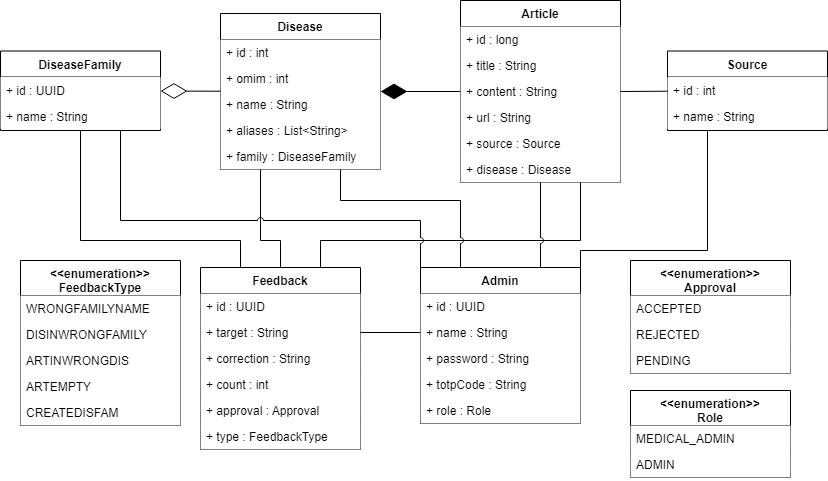 DiseaseFamily
+ id : UUID
+ name : String
Disease
+ id : int
+ omim : int
+ name : String
+ aliases : List<String>
+ family : DiseaseFamily
Article
+ id : long
+ title : String
+ content : String
+ url : String
+ source : Source
+ disease : Disease
Source
+ id : int
+ name : String
<<enumeration>>
FeedbackType
WRONGFAMILYNAME
DISINWRONGFAMILY
ARTINWRONGDIS
ARTEMPTY
CREATEDISFAM
Feedback
+ id : UUID
+ target : String
+ correction : String
+ count : int
+ approval : Approval
+ type : FeedbackType
Admin
+ id : UUID
+ name : String
+ password : String
+ totpCode : String
+ role : Role
<<enumeration>>
Approval
ACCEPTED
REJECTED
PENDING
<<enumeration>>
Role
MEDICAL_ADMIN
ADMIN